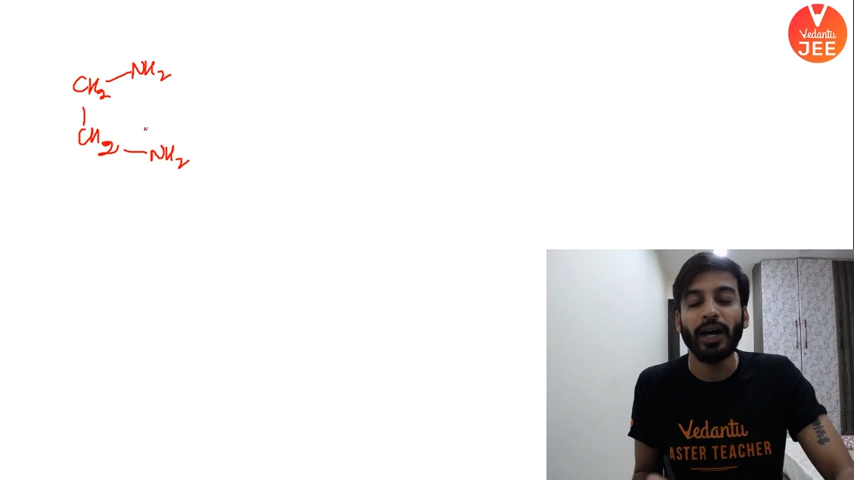 Vedantu
JEE
CH2—NH2
|
CH2—NH2
Vedantu
ASTER TEACHER